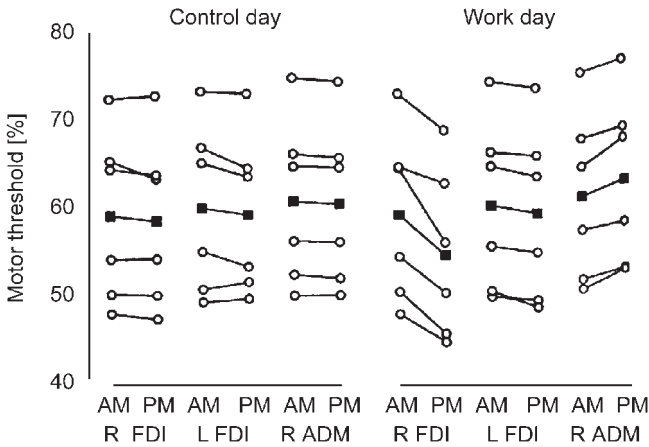 Control day Work day
Motor threshold [%]
80
70
60
50
40
AM PM AM PM AM PM AM PM AM PM AM PM
R FDI L FDI R ADM R FDI L FDI R ADM